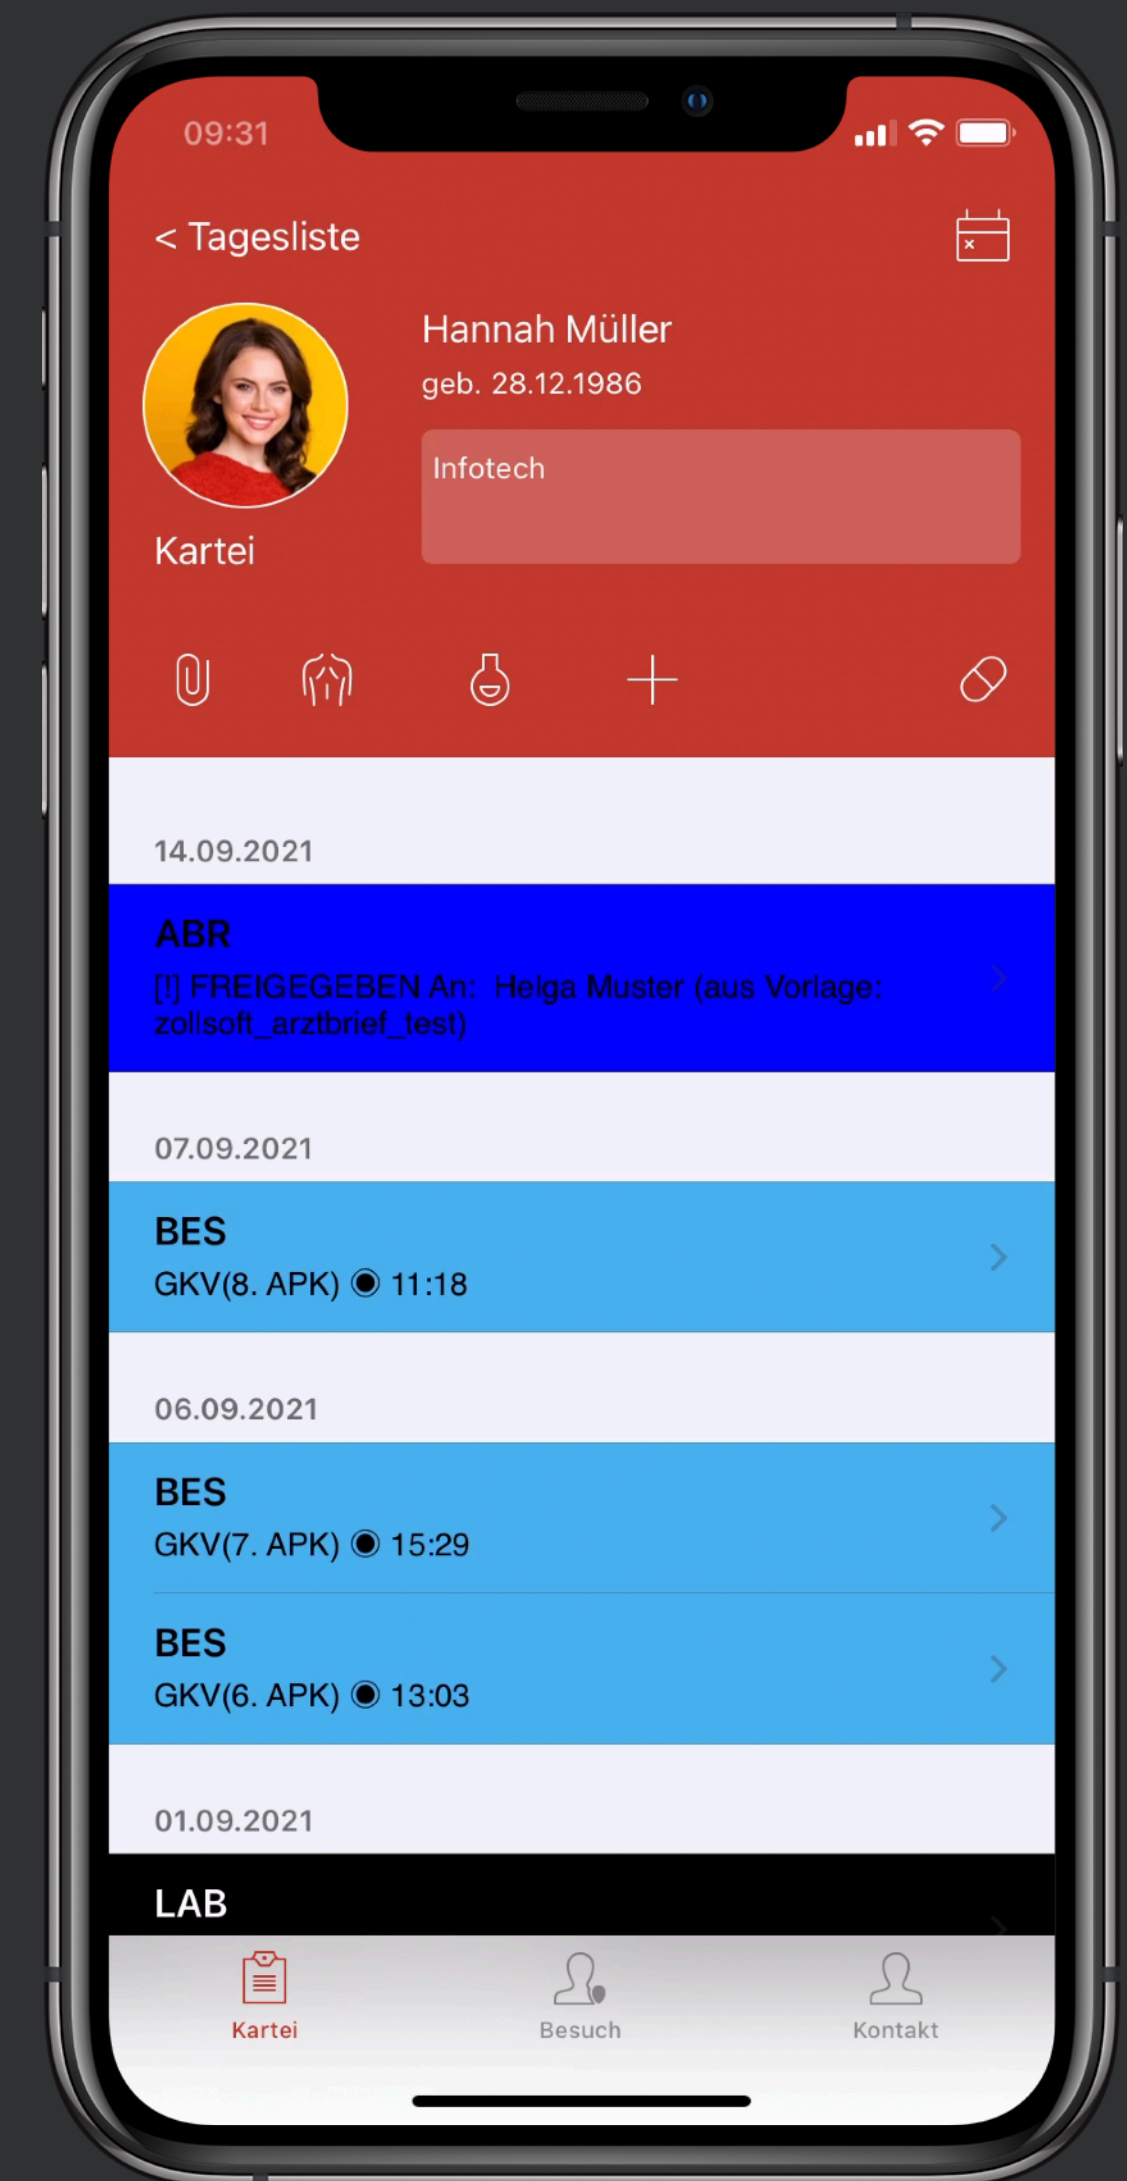 09:31
< Tagesliste
Hannah Müller
geb. 28.12.1986
Infotech
Kartei
14.09.2021
ABR
[!] FREIGEGEBEN An:  Helga Muster (aus Vorlage:
zollsoft_arztbrief_test)
07.09.2021
BES
GKV(8. APK) ◉ 11:18
06.09.2021
BES
GKV(7. APK) ◉ 15:29
BES
GKV(6. APK) ◉ 13:03
01.09.2021
LAB
Kartei
Besuch
Kontakt